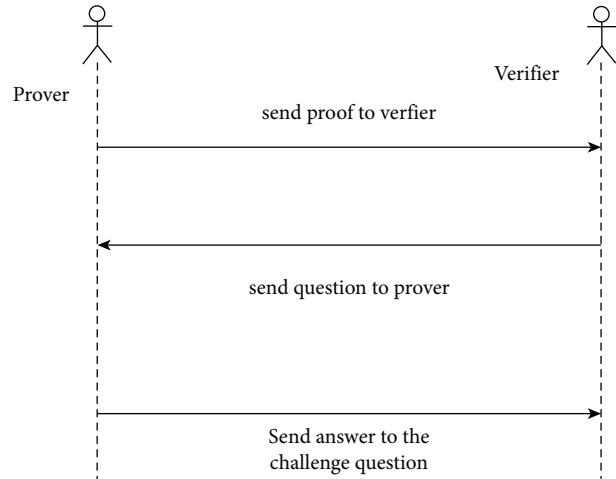 Prover
Verifier
send proof to verfier
send question to prover
Send answer to the
challenge question